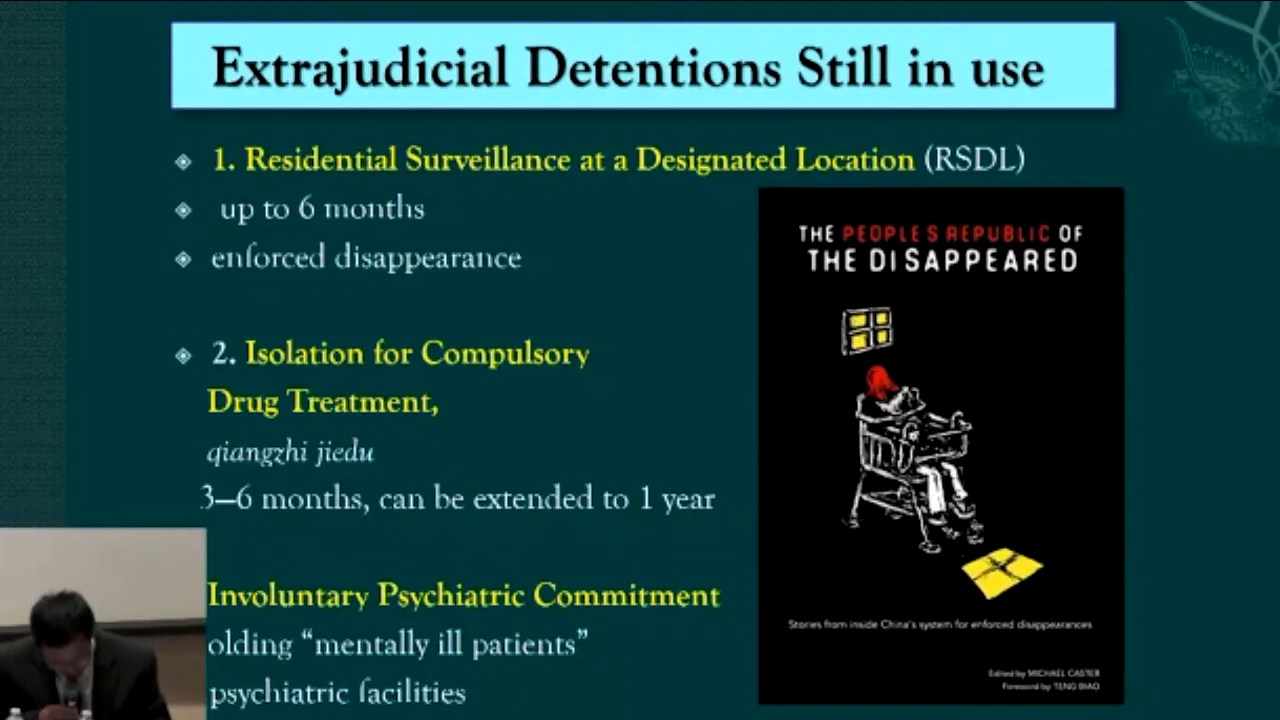 Extrajudicial Detentions Still in use
1. Residential Surveillance at a Designated Location (RSDL)
up to 6 months
enforced disappearance
2. Isolation for Compulsory
Drug Treatment,
qiangzhi jiedu
3–6 months, can be extended to 1 year
Involuntary Psychiatric Commitment
olding “mentally ill patients”
psychiatric facilities
THE PEOPLE'S REPUBLIC OF
THE DISAPPEARED
Stories from inside China's system for enforced disappearances
Edited by MICHAEL CASTER
Foreword by TENG BIAO